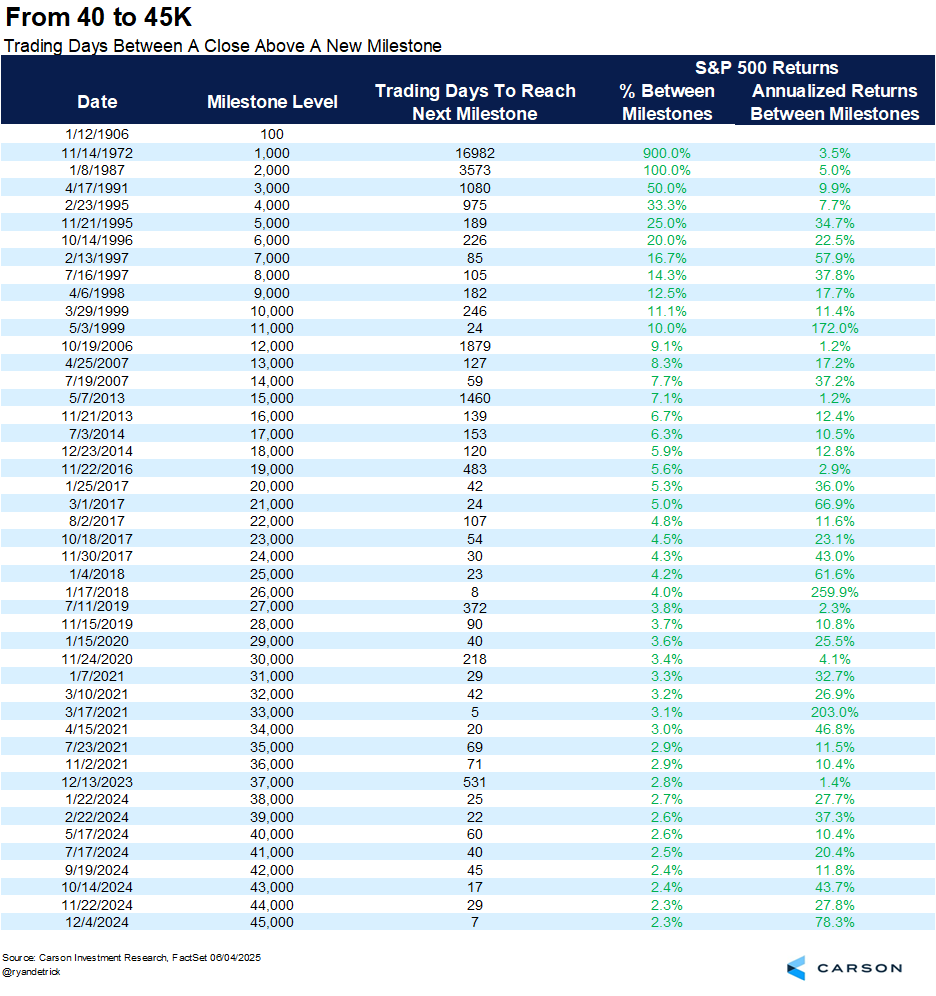 From 40 to 45K
Trading Days Between A Close Above A New Milestone
S&P 500 Returns
Date Milestone Level Trading Days To Reach Next Milestone % Between Milestones Annualized Returns Between Milestones
1/12/1906 100
11/14/1972 1,000 16982 900.0% 3.5%
1/8/1987 2,000 3573 100.0% 5.0%
4/17/1991 3,000 1080 50.0% 9.9%
2/23/1995 4,000 975 33.3% 7.7%
11/21/1995 5,000 189 25.0% 34.7%
10/14/1996 6,000 226 20.0% 22.5%
2/13/1997 7,000 85 16.7% 57.9%
7/16/1997 8,000 105 14.3% 37.8%
4/6/1998 9,000 182 12.5% 17.7%
3/29/1999 10,000 246 11.1% 11.4%
5/3/1999 11,000 24 10.0% 172.0%
10/19/2006 12,000 1879 9.1% 1.2%
4/25/2007 13,000 127 8.3% 17.2%
7/19/2007 14,000 59 7.7% 37.2%
5/7/2013 15,000 1460 7.1% 1.2%
11/21/2013 16,000 139 6.7% 12.4%
7/3/2014 17,000 153 6.3% 10.5%
12/23/2014 18,000 120 5.9% 12.8%
11/22/2016 19,000 483 5.6% 2.9%
1/25/2017 20,000 42 5.3% 36.0%
3/1/2017 21,000 24 5.0% 66.9%
8/2/2017 22,000 107 4.8% 11.6%
10/18/2017 23,000 54 4.5% 23.1%
11/30/2017 24,000 30 4.3% 43.0%
1/4/2018 25,000 23 4.2% 61.6%
1/17/2018 26,000 8 4.0% 259.9%
7/11/2019 27,000 372 3.8% 2.3%
11/15/2019 28,000 90 3.7% 10.8%
1/15/2020 29,000 40 3.6% 25.5%
11/24/2020 30,000 218 3.4% 4.1%
1/7/2021 31,000 29 3.3% 32.7%
3/10/2021 32,000 42 3.2% 26.9%
3/17/2021 33,000 5 3.1% 203.0%
4/15/2021 34,000 20 3.0% 46.8%
7/23/2021 35,000 69 2.9% 11.5%
11/2/2021 36,000 71 2.9% 10.4%
12/13/2023 37,000 531 2.8% 1.4%
1/22/2024 38,000 25 2.7% 27.7%
2/22/2024 39,000 22 2.6% 37.3%
5/17/2024 40,000 60 2.6% 10.4%
7/17/2024 41,000 40 2.5% 20.4%
9/19/2024 42,000 45 2.4% 11.8%
10/14/2024 43,000 17 2.4% 43.7%
11/22/2024 44,000 29 2.3% 27.8%
12/4/2024 45,000 7 2.3% 78.3%
Source: Carson Investment Research, FactSet 06/04/2025
@ryandetrick
CARSON